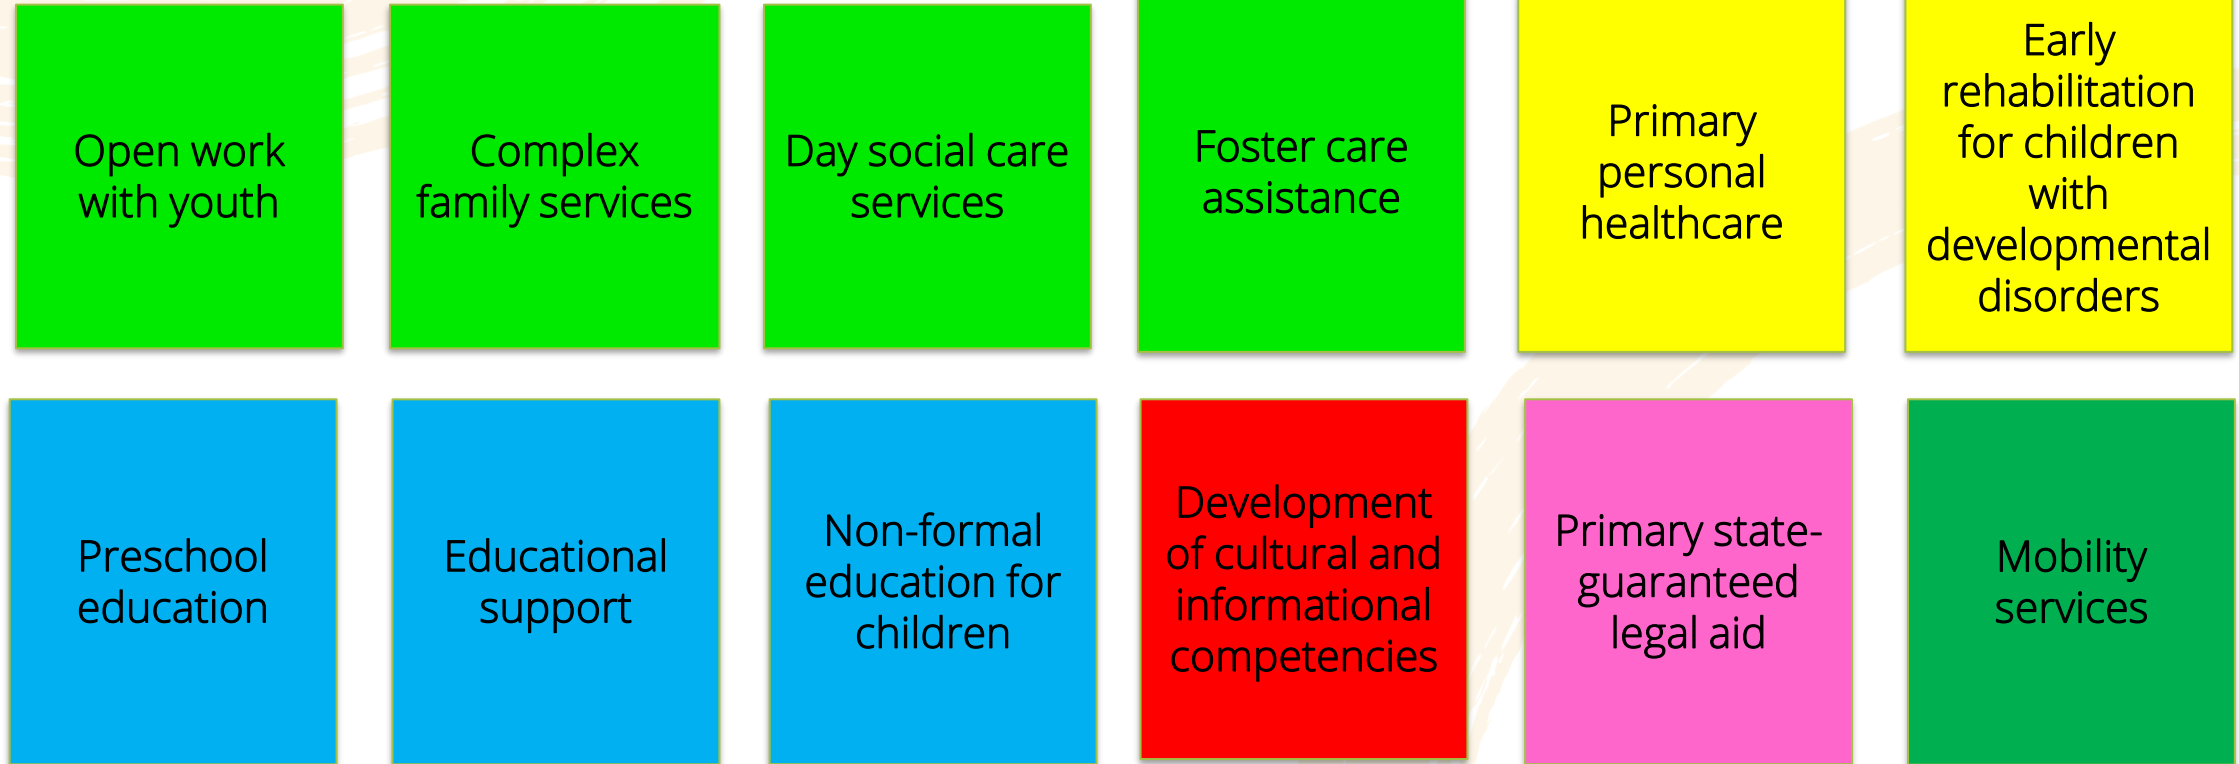 Open work
with youth
Complex
family services
Day social care
services
Foster care
assistance
Primary
personal
healthcare
Early
rehabilitation
for children
with
developmental
disorders
Preschool
education
Educational
support
Non-formal
education for
children
Development
of cultural and
informational
competencies
Primary state-
guaranteed
legal aid
Mobility
services